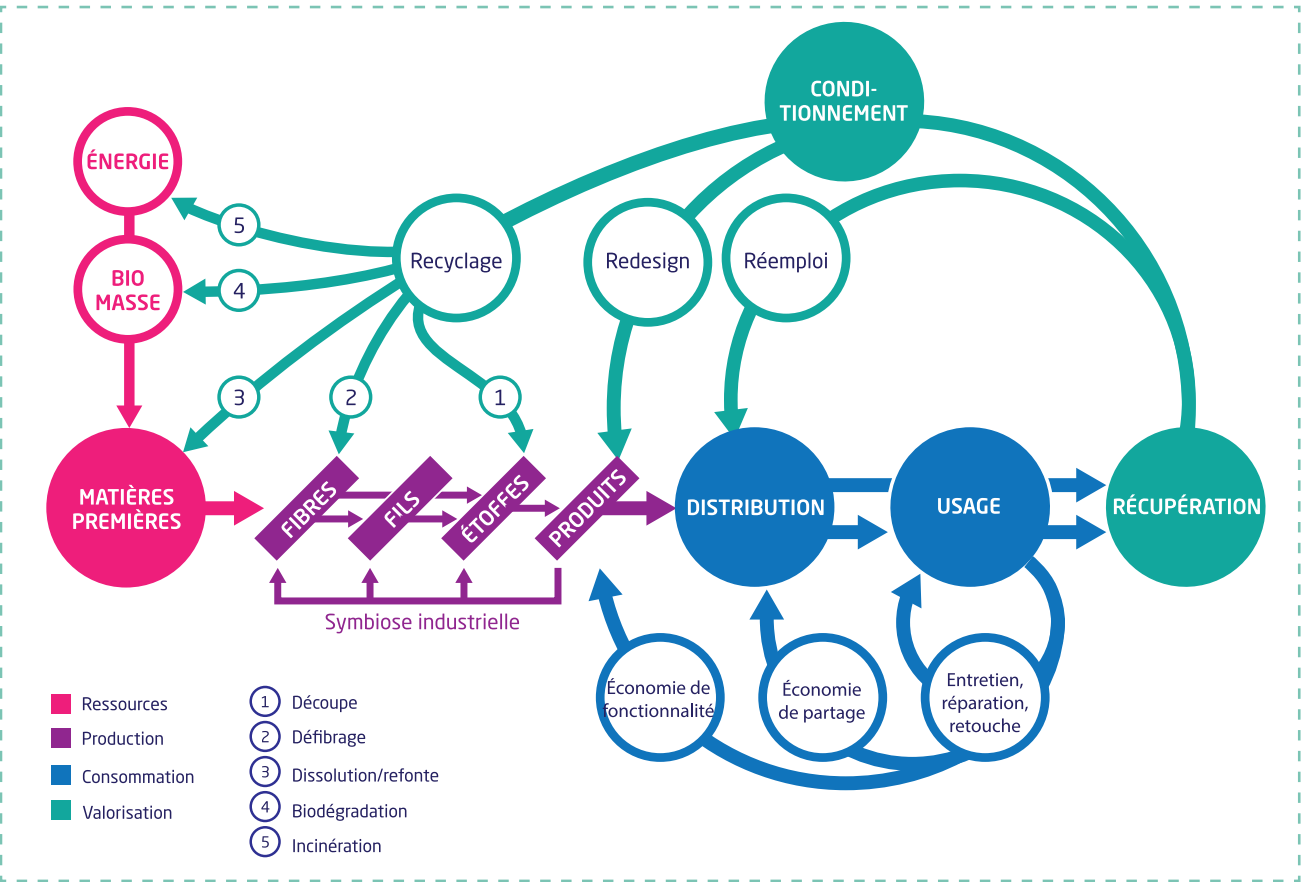 CONDI-
TIONNEMENT
ÉNERGIE
BIO
MASSE
5
4
3
2
1
Recyclage
Redesign
Réemploi
MATIÈRES
PREMIÈRES
FIBRES
FILS
ÉTOFFES
PRODUITS
DISTRIBUTION
USAGE
RÉCUPÉRATION
Symbiose industrielle
Économie de
fonctionnalité
Économie
de partage
Entretien,
réparation,
retouche
Ressources
Production
Consommation
Valorisation
1 Découpe
2 Défibrage
3 Dissolution/refonte
4 Biodégradation
5 Incinération